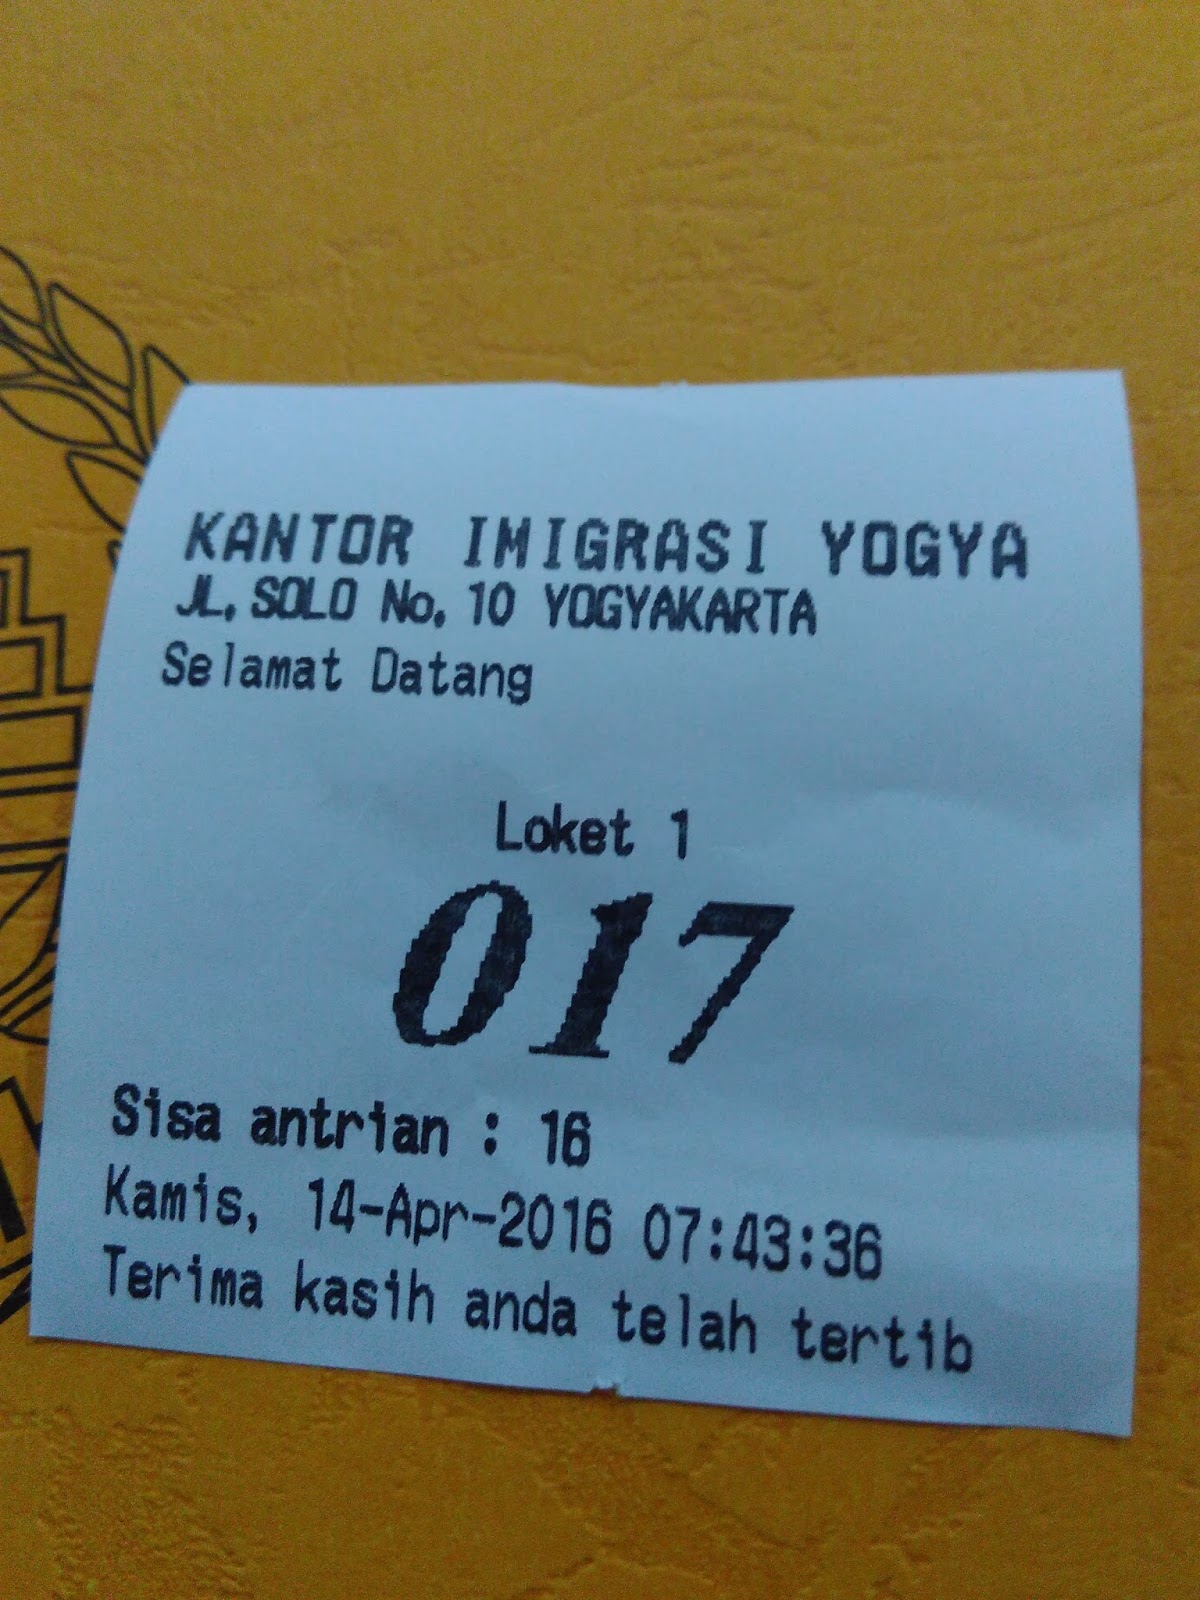 KANTOR IMIGRASI YOGYA
JL. SOLO No. 10 YOGYAKARTA
Selamat Datang
Loket 1
017
Sisa antrian : 16
Kamis, 14-Apr-2016 07:43:36
Terima kasih anda telah tertib